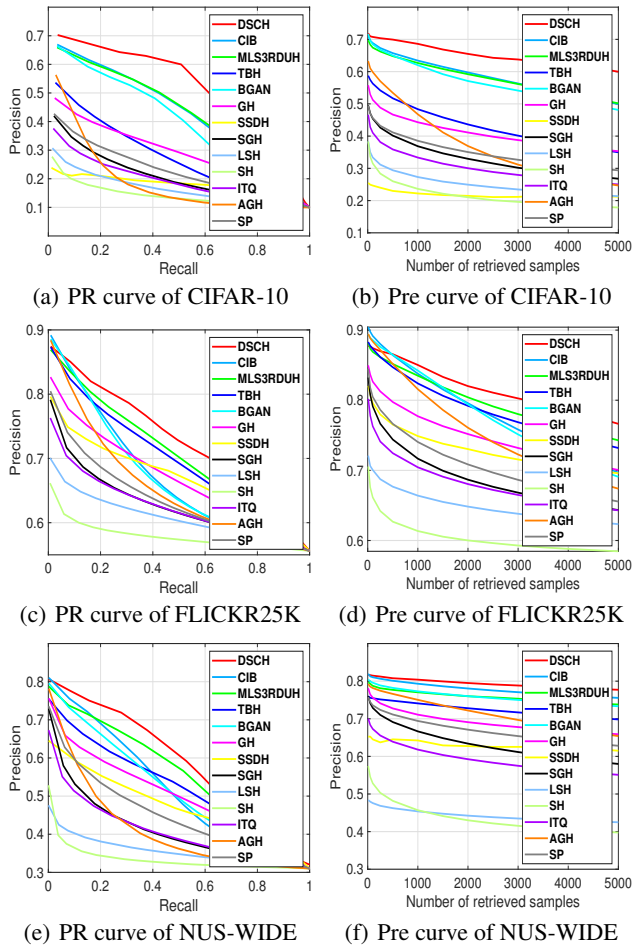 0.8
0.7
0.6
0.5
0.4
0.3
0.2
0.1
Precision
0 0.2 0.4 0.6 0.8 1
Recall
DSCH
CIB
MLS3RDUH
TBH
BGAN
GH
SSDH
SGH
LSH
SH
ITQ
AGH
SP
(a) PR curve of CIFAR-10
0.8
0.7
0.6
0.5
0.4
0.3
0.2
0.1
Precision
0 1000 2000 3000 4000 5000
Number of retrieved samples
DSCH
CIB
MLS3RDUH
TBH
BGAN
GH
SSDH
SGH
LSH
SH
ITQ
AGH
SP
(b) Pre curve of CIFAR-10
0.9
0.8
0.7
0.6
Precision
0 0.2 0.4 0.6 0.8 1
Recall
DSCH
CIB
MLS3RDUH
TBH
BGAN
GH
SSDH
SGH
LSH
SH
ITQ
AGH
SP
(c) PR curve of FLICKR25K
0.9
0.8
0.7
0.6
Precision
0 1000 2000 3000 4000 5000
Number of retrieved samples
DSCH
CIB
MLS3RDUH
TBH
BGAN
GH
SSDH
SGH
LSH
SH
ITQ
AGH
SP
(d) Pre curve of FLICKR25K
0.9
0.8
0.7
0.6
0.5
0.4
0.3
Precision
0 0.2 0.4 0.6 0.8 1
Recall
DSCH
CIB
MLS3RDUH
TBH
BGAN
GH
SSDH
SGH
LSH
SH
ITQ
AGH
SP
(e) PR curve of NUS-WIDE
0.9
0.8
0.7
0.6
0.5
0.4
0.3
Precision
0 1000 2000 3000 4000 5000
Number of retrieved samples
DSCH
CIB
MLS3RDUH
TBH
BGAN
GH
SSDH
SGH
LSH
SH
ITQ
AGH
SP
(f) Pre curve of NUS-WIDE